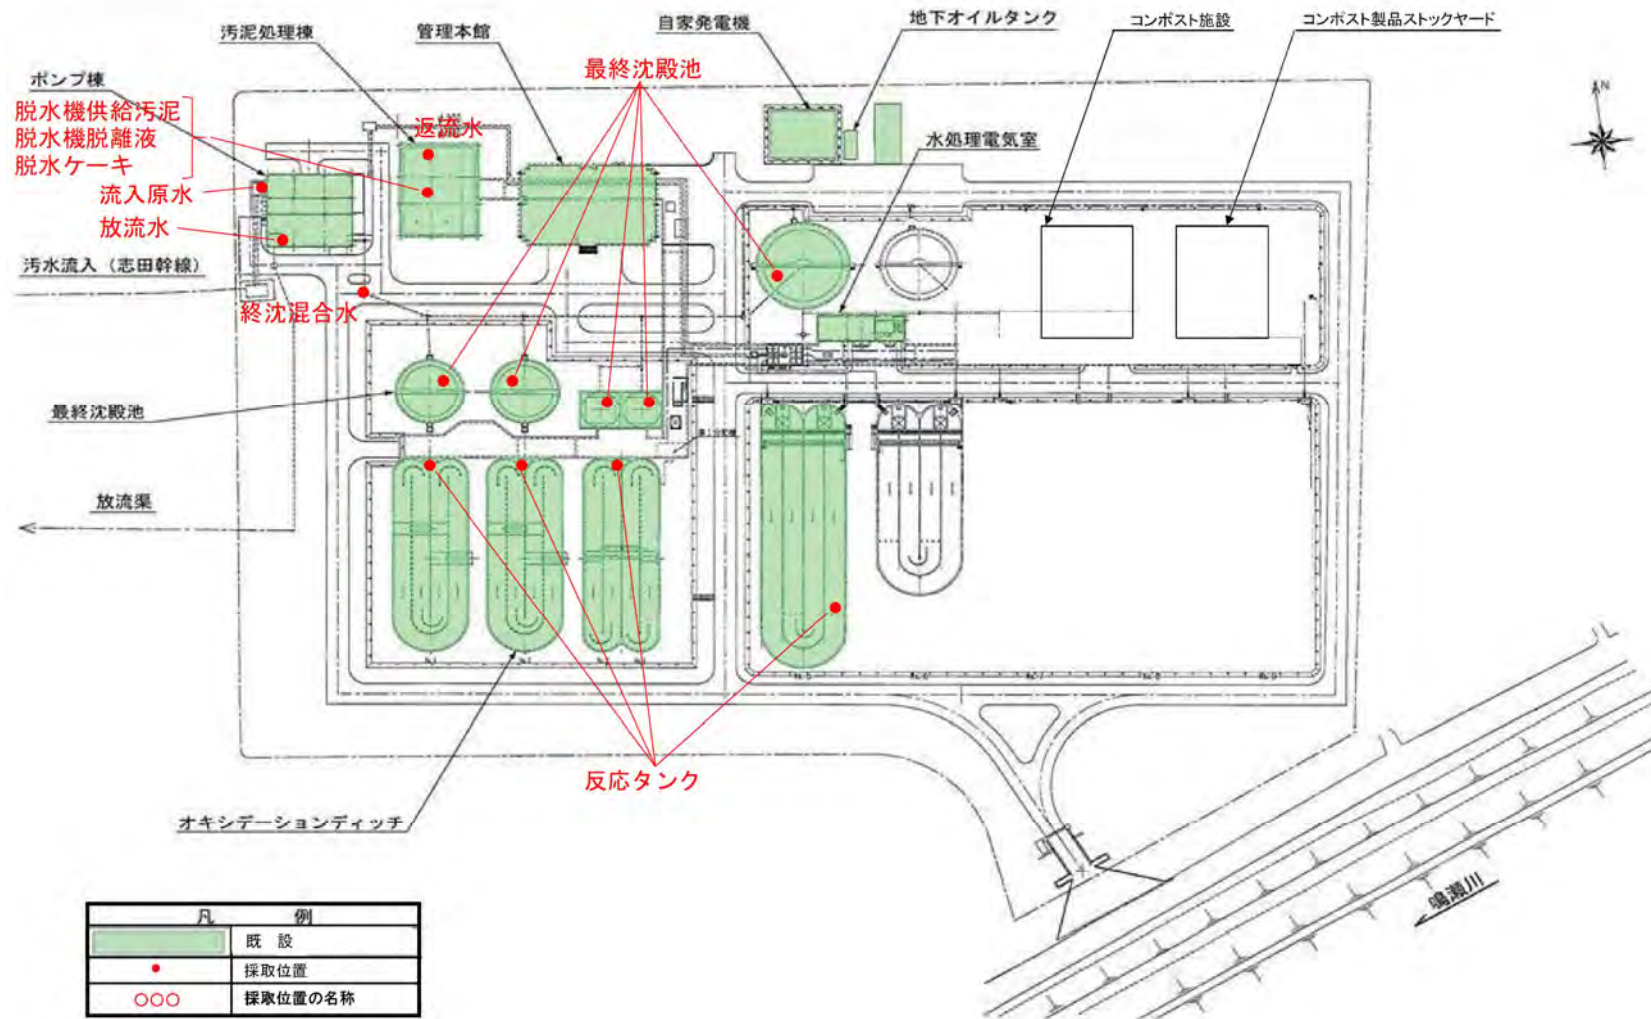 汚泥処理棟
管理本館
自家発電機
地下オイルタンク
コンポスト施設
コンポスト製品ストックヤード
ポンプ棟
最終沈殿池
脱水機供給汚泥
脱水機脱離液
脱水ケーキ
返流水
水処理電気室
流入原水
放流水
汚水流入（志田幹線）
終沈混合水
最終沈殿池
放流渠
反応タンク
オキシデーションディッチ
鳴瀬川
凡 例
既 設
採取位置
○○○ 採取位置の名称